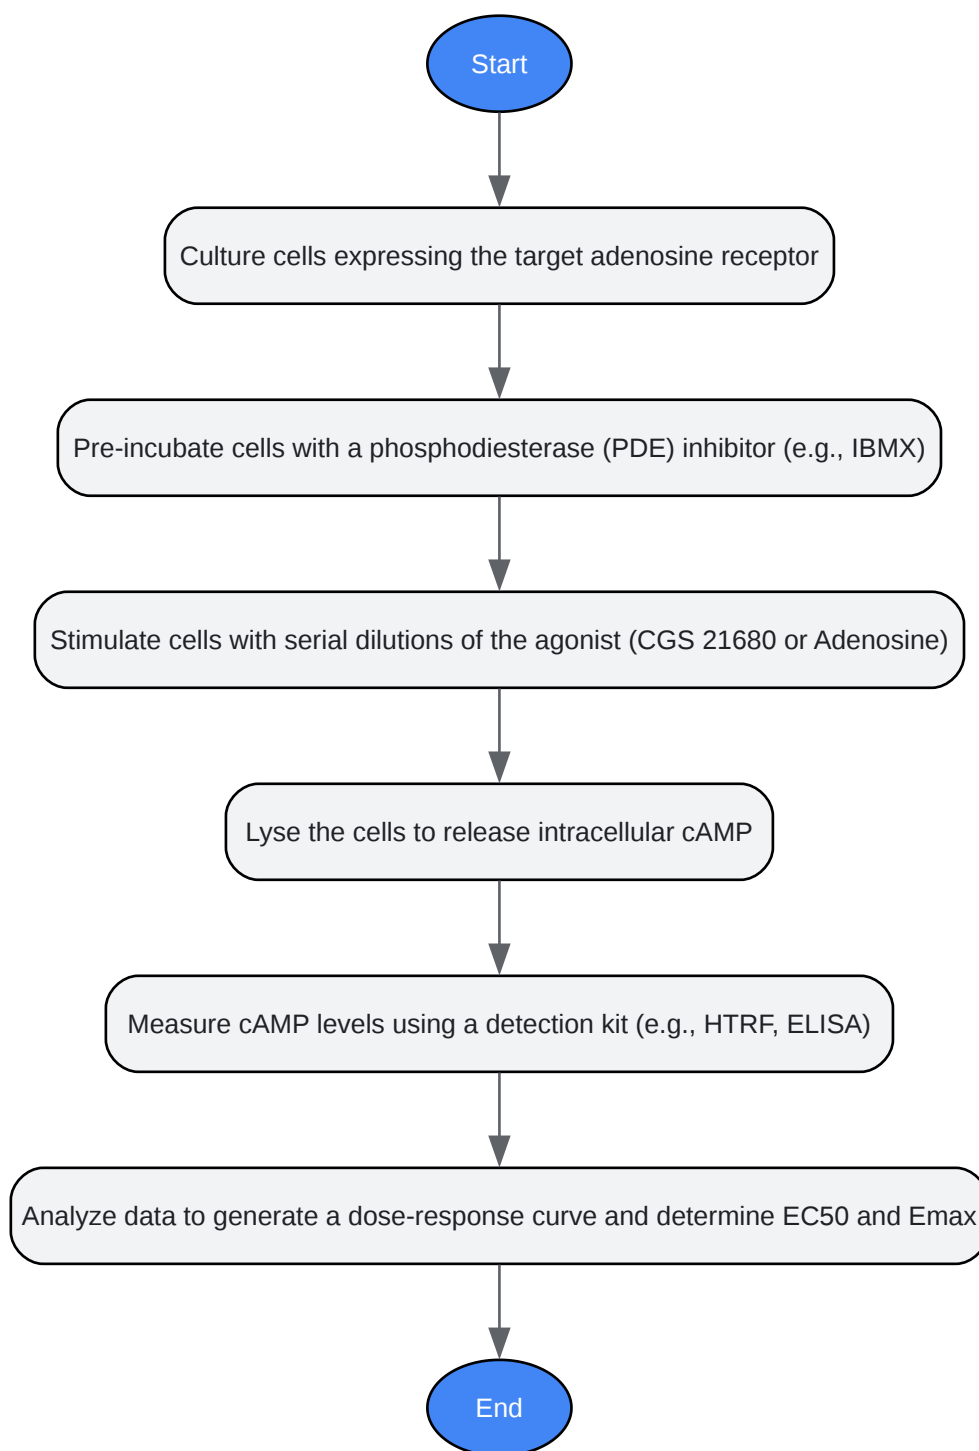 Start
Culture cells expressing the target adenosine receptor
Pre-incubate cells with a phosphodiesterase (PDE) inhibitor (e.g., IBMX)
Stimulate cells with serial dilutions of the agonist (CGS 21680 or Adenosine)
Lyse the cells to release intracellular cAMP
Measure cAMP levels using a detection kit (e.g., HTRF, ELISA)
Analyze data to generate a dose-response curve and determine EC50 and Emax
End